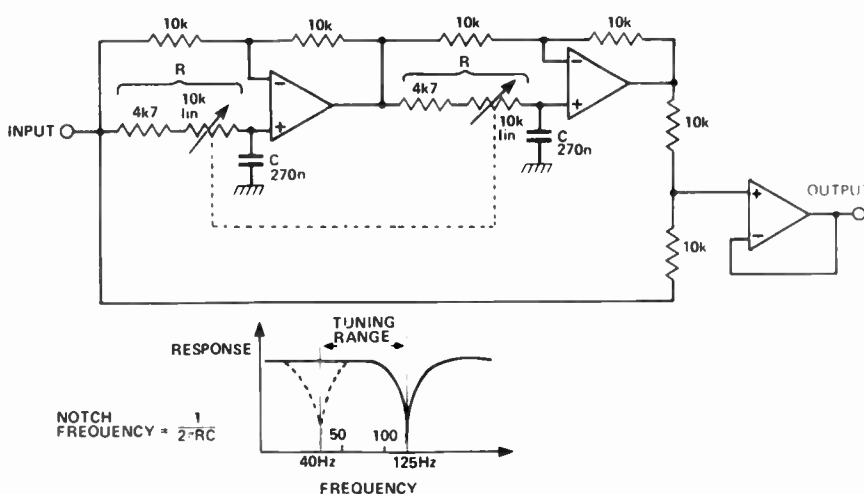 10k 10k 10k 10k
R R
4k7 10k lin
4k7 10k lin
- + - +
INPUT
C 270n
C 270n
10k
10k
+ -
OUTPUT
TUNING RANGE
RESPONSE
NOTCH
FREQUENCY = 1/2πRC
50 100
40Hz 125Hz
FREQUENCY